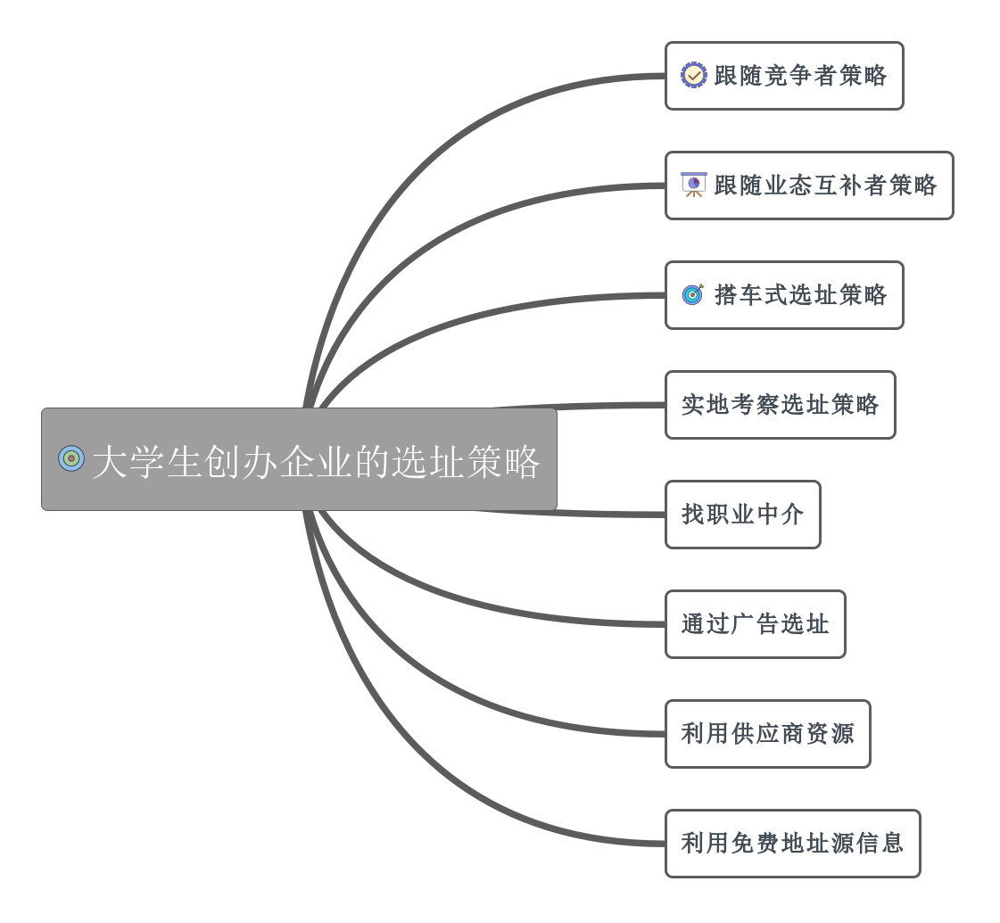 跟随竞争者策略
跟随业态互补者策略
搭车式选址策略
实地考察选址策略
大学生创办企业的选址策略
找职业中介
通过广告选址
利用供应商资源
利用免费地址源信息